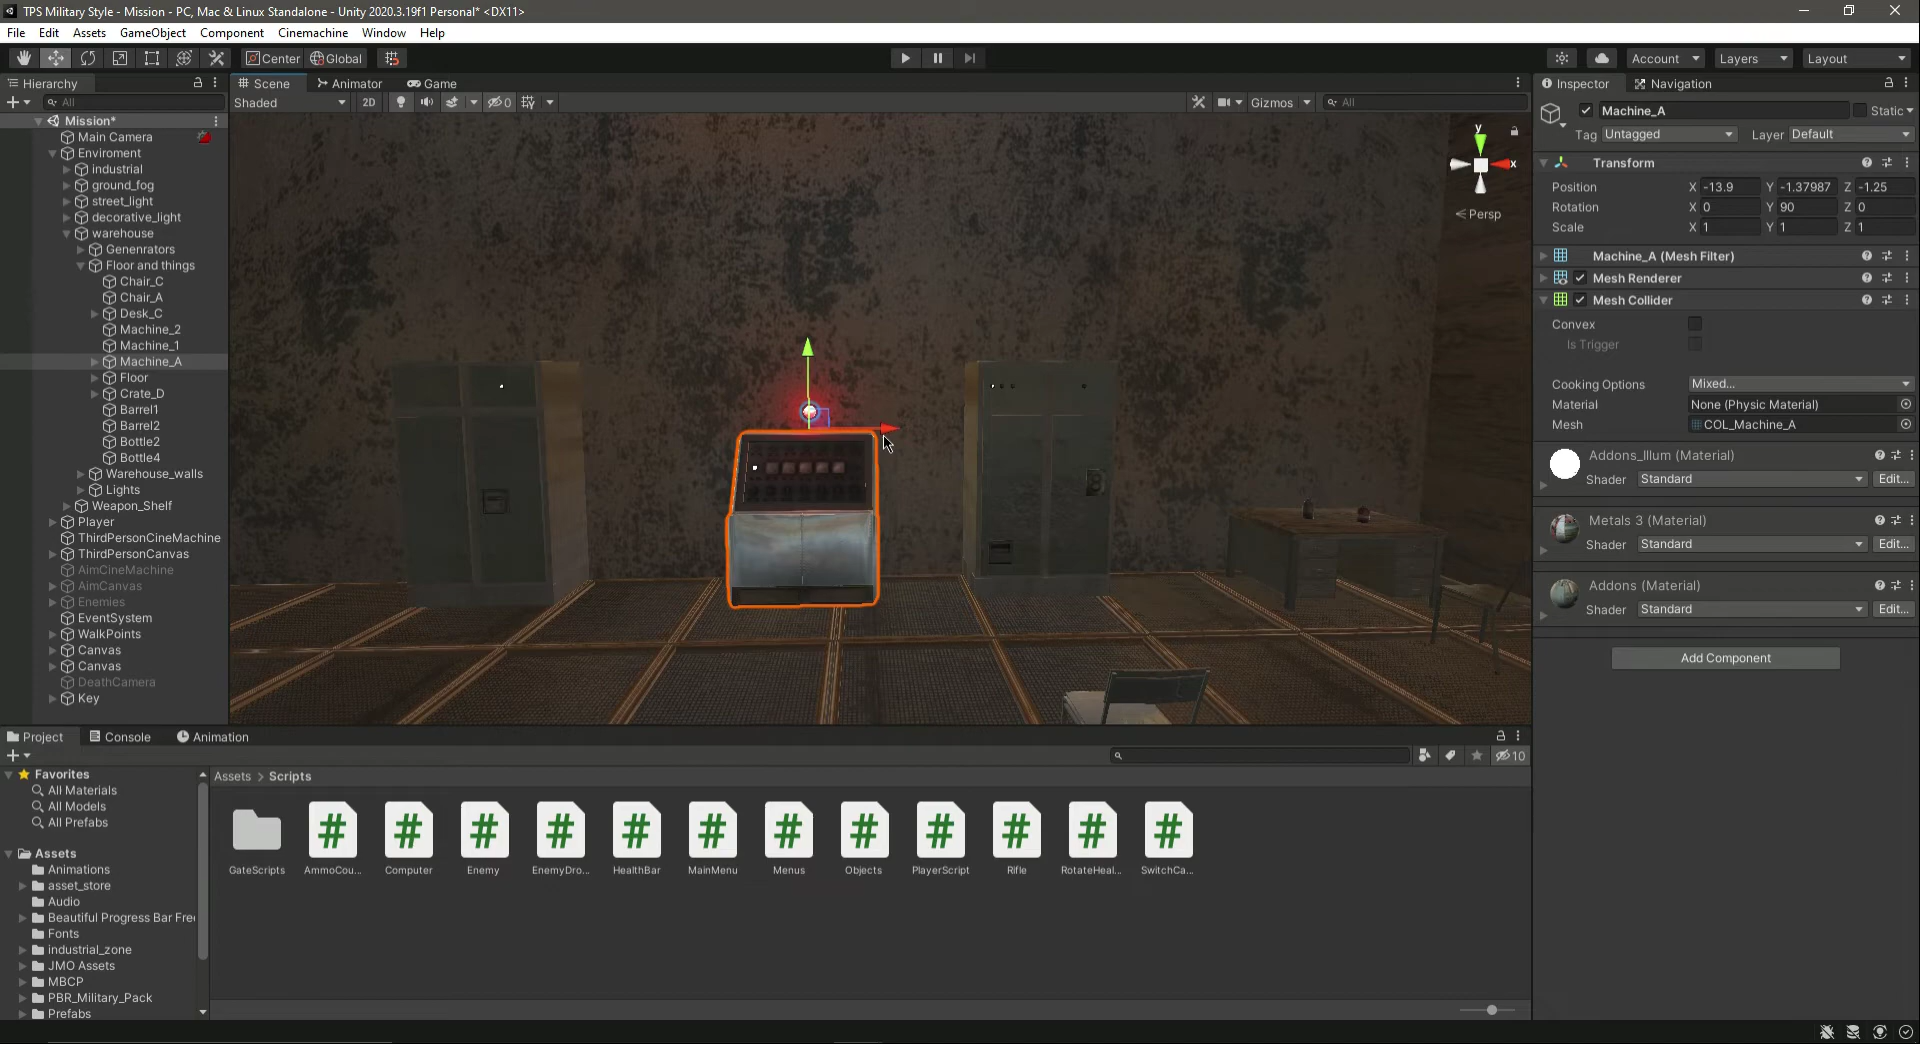 TPS Military Style - Mission - PC, Mac & Linux Standalone - Unity 2020.3.19f1 Personal* <DX11>
File Edit Assets GameObject Component Cinemachine Window Help
Center Global Account Layers Layout
Hierarchy
All
Mission*
Main Camera
Enviroment
industrial
ground_fog
street_light
decorative_light
warehouse
Genenrators
Floor and things
Chair_C
Chair_A
Desk_C
Machine_2
Machine_1
Machine_A
Floor
Crate_D
Barrel1
Barrel2
Bottle2
Bottle4
Warehouse_walls
Lights
Weapon_Shelf
Player
ThirdPersonCineMachine
ThirdPersonCanvas
AimCineMachine
AimCanvas
Enemies
EventSystem
WalkPoints
Canvas
Canvas
DeathCamera
Key
Scene Animator Game
Shaded 2D 0 Gizmos All
y
x
Persp
Inspector Navigation
Machine_A Static
Tag Untagged Layer Default
Transform
Position X -13.9 Y -1.37987 Z -1.25
Rotation X 0 Y 90 Z 0
Scale X 1 Y 1 Z 1
Machine_A (Mesh Filter)
Mesh Renderer
Mesh Collider
Convex
Is Trigger
Cooking Options Mixed...
Material None (Physic Material)
Mesh COL_Machine_A
Addons_Illum (Material)
Shader Standard Edit...
Metals 3 (Material)
Shader Standard Edit...
Addons (Material)
Shader Standard Edit...
Add Component
Project Console Animation
10
Favorites
All Materials
All Models
All Prefabs
Assets
Animations
asset_store
Audio
Beautiful Progress Bar Free
Fonts
industrial_zone
JMO Assets
MBCP
PBR_Military_Pack
Prefabs
Assets > Scripts
GateScripts AmmoCou... Computer Enemy EnemyDro... HealthBar MainMenu Menus Objects PlayerScript Rifle RotateHeal... SwitchCa...